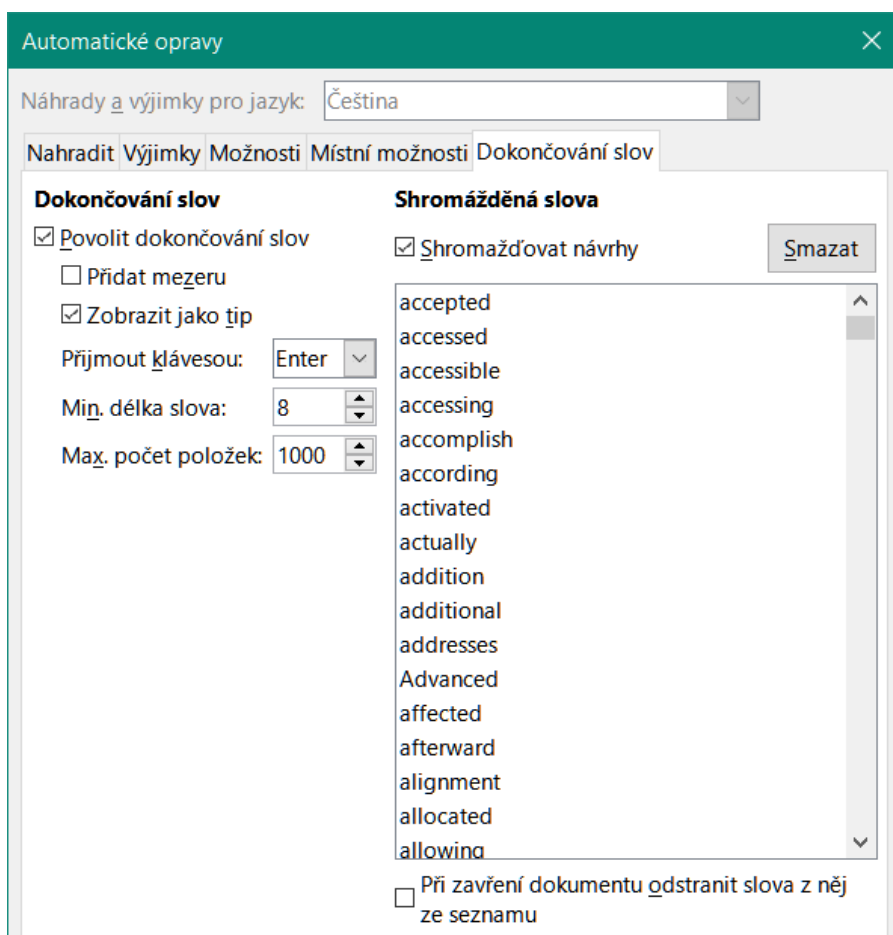 Automatické opravy
Náhrady a výjimky pro jazyk: Čeština
Nahradit Výjimky Možnosti Místní možnosti Dokončování slov
Dokončování slov
Povolit dokončování slov
Přidat mezeru
Zobrazit jako tip
Přijmout klávesou: Enter
Min. délka slova: 8
Max. počet položek: 1000
Shromážděná slova
Shromažďovat návrhy
Smazat
accepted
accessed
accessible
accessing
accomplish
according
activated
actually
addition
additional
addresses
Advanced
affected
afterward
alignment
allocated
allowing
Při zavření dokumentu odstranit slova z něj
ze seznamu